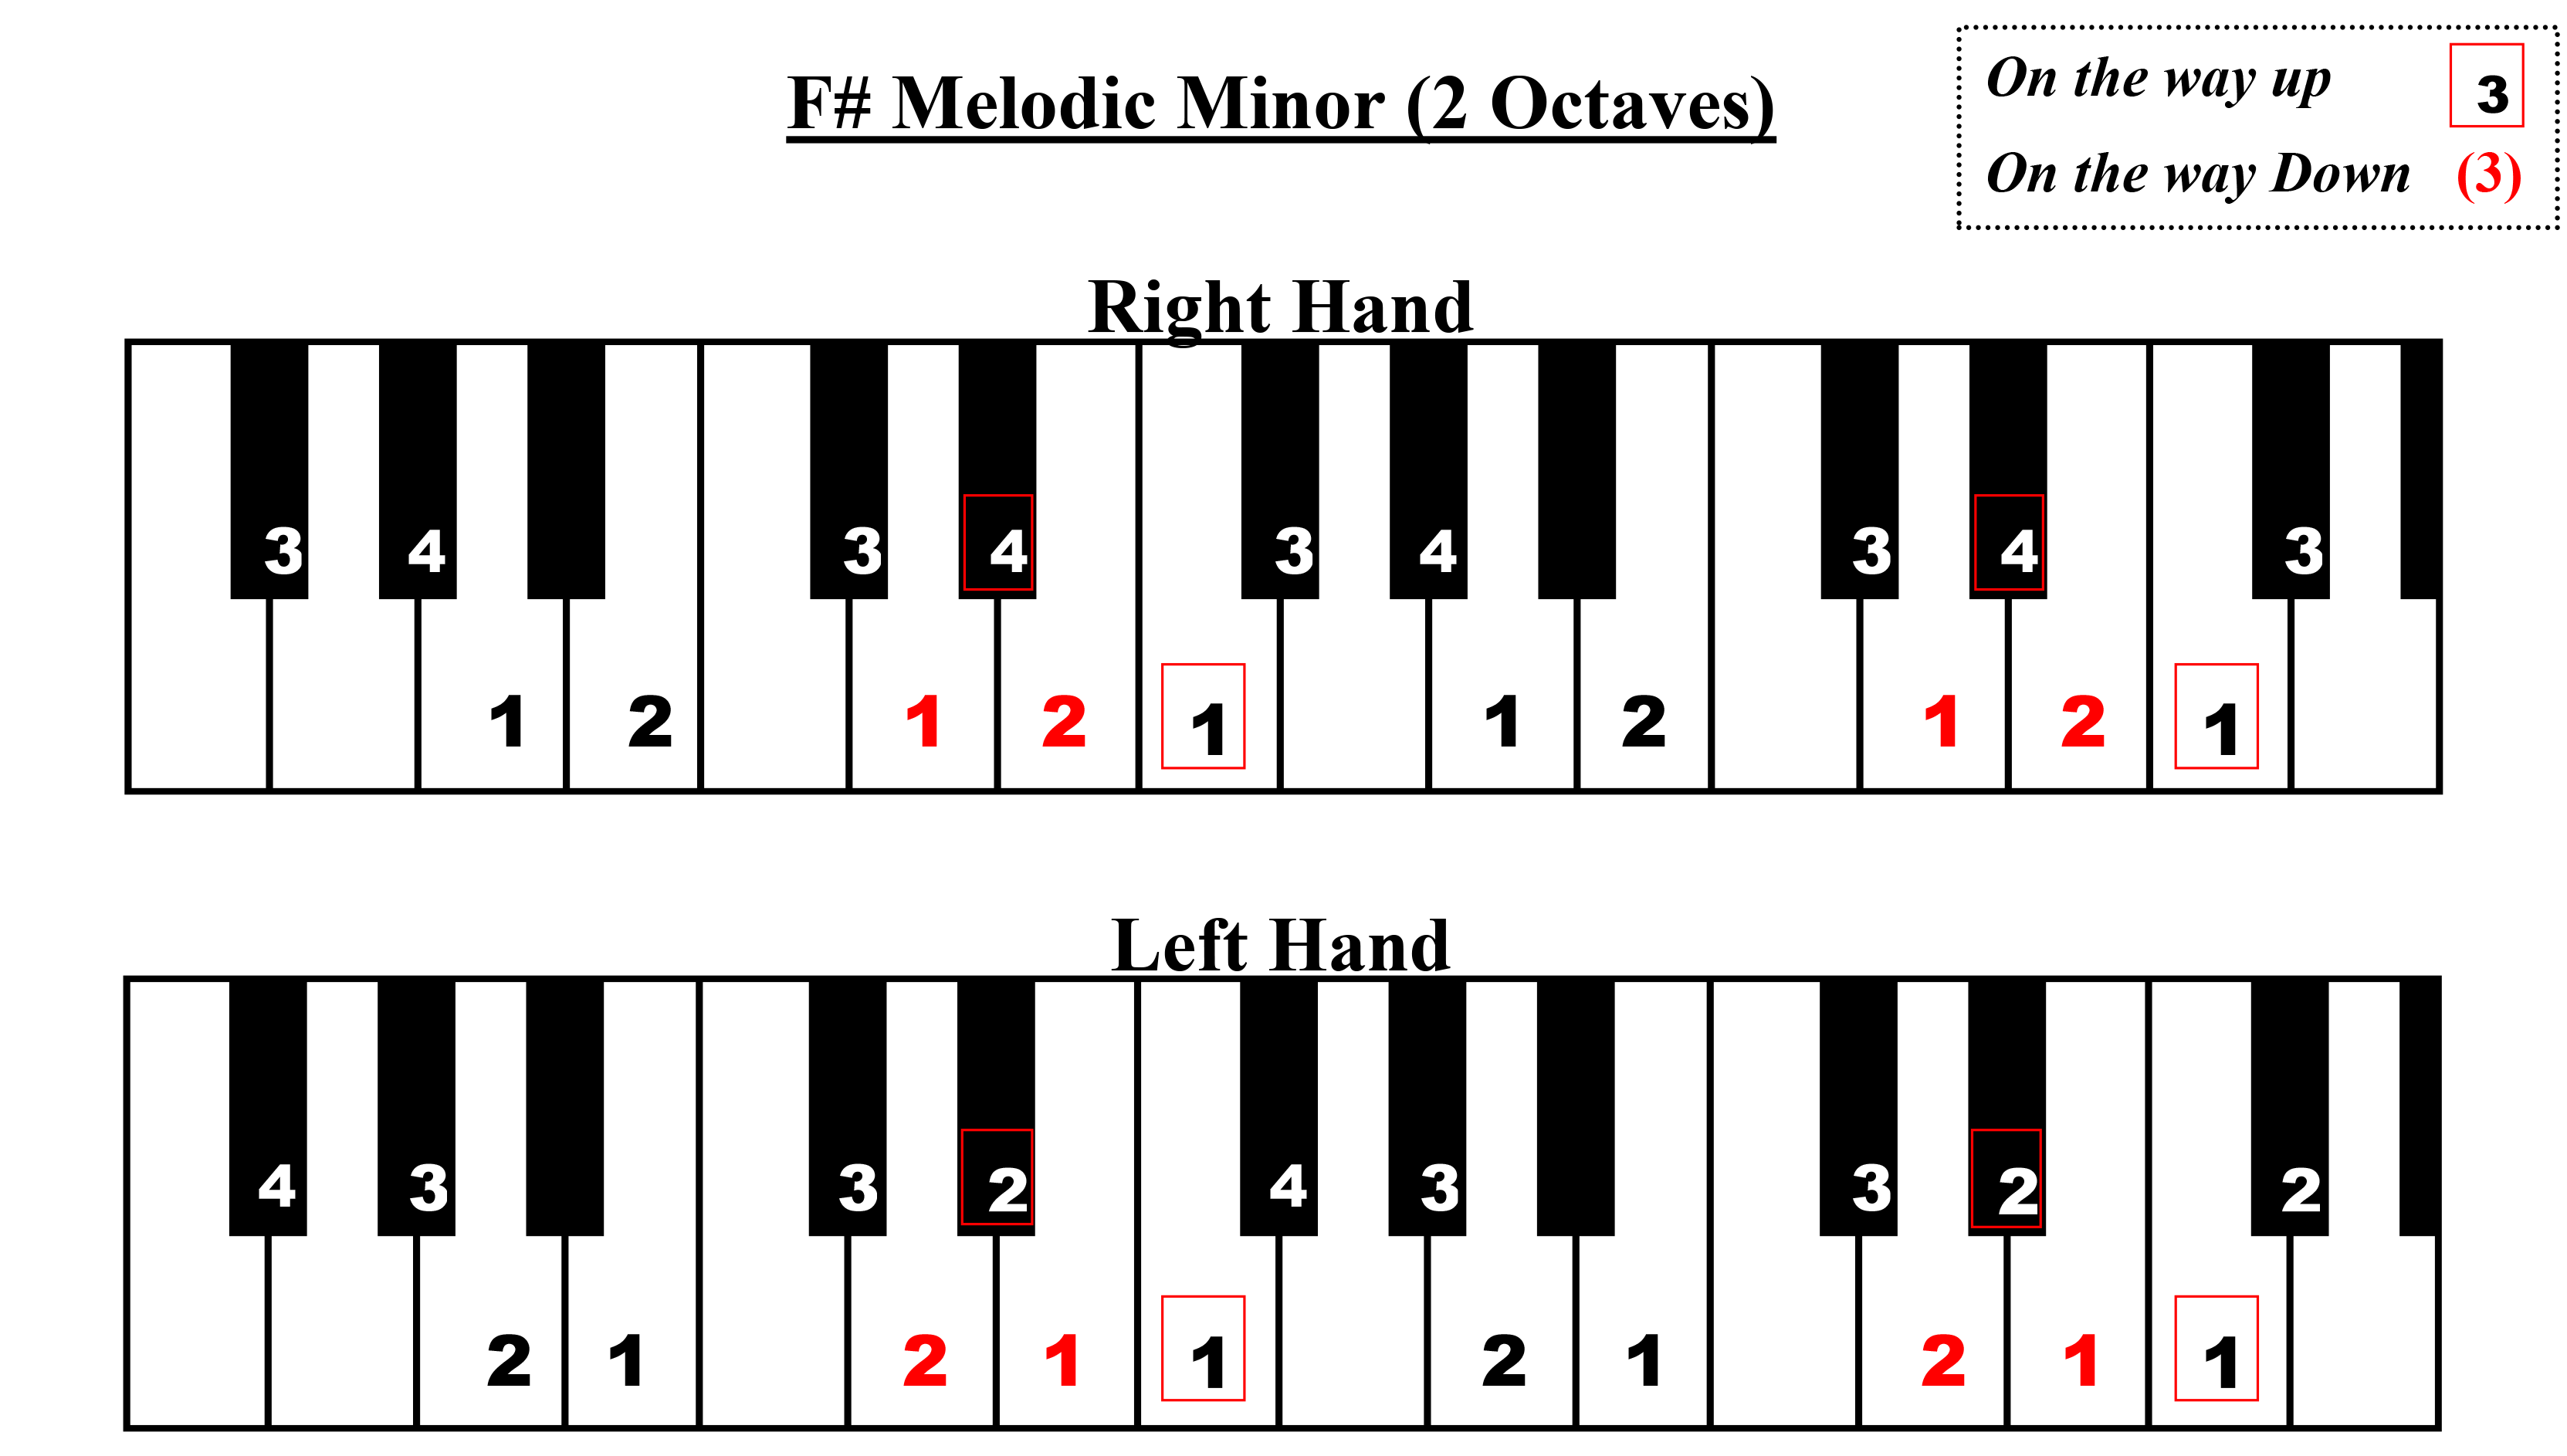 F# Melodic Minor (2 Octaves)
On the way up 3
On the way Down (3)
Right Hand
3 4 3 4 3 4 3 4 3
1 2 1 2 1 1 2 1 2 1
Left Hand
4 3 3 2 4 3 3 2 2
2 1 2 1 1 2 1 2 1 1